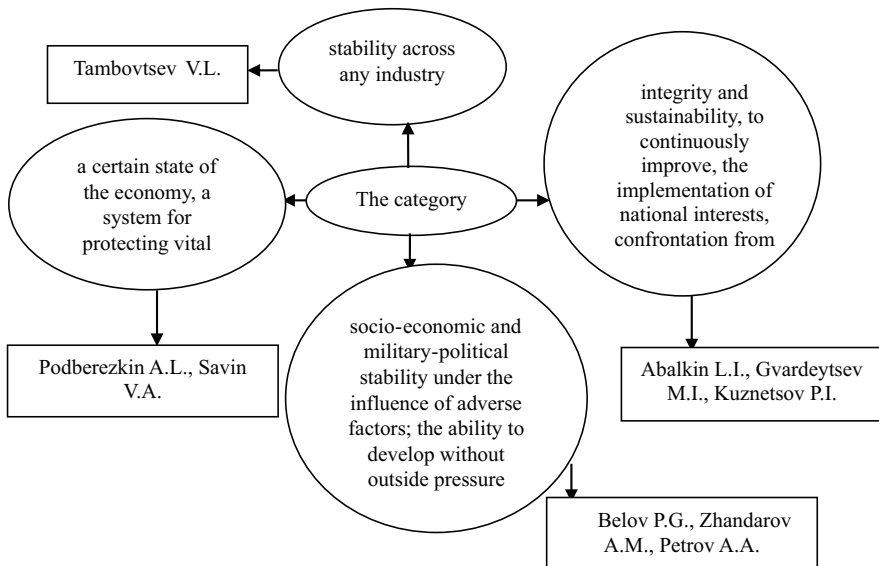 stability across
any industry
Tambovtsev V.L.
integrity and
sustainability, to
continuously
improve, the
implementation of
national interests,
confrontation from
a certain state of
the economy, a
system for
protecting vital
The category
socio-economic and
military-political
stability under the
influence of adverse
factors; the ability to
develop without
outside pressure
Podberezkin A.L., Savin
V.A.
Abalkin L.I., Gvardeytsev
M.I., Kuznetsov P.I.
Belov P.G., Zhandarov
A.M., Petrov A.A.